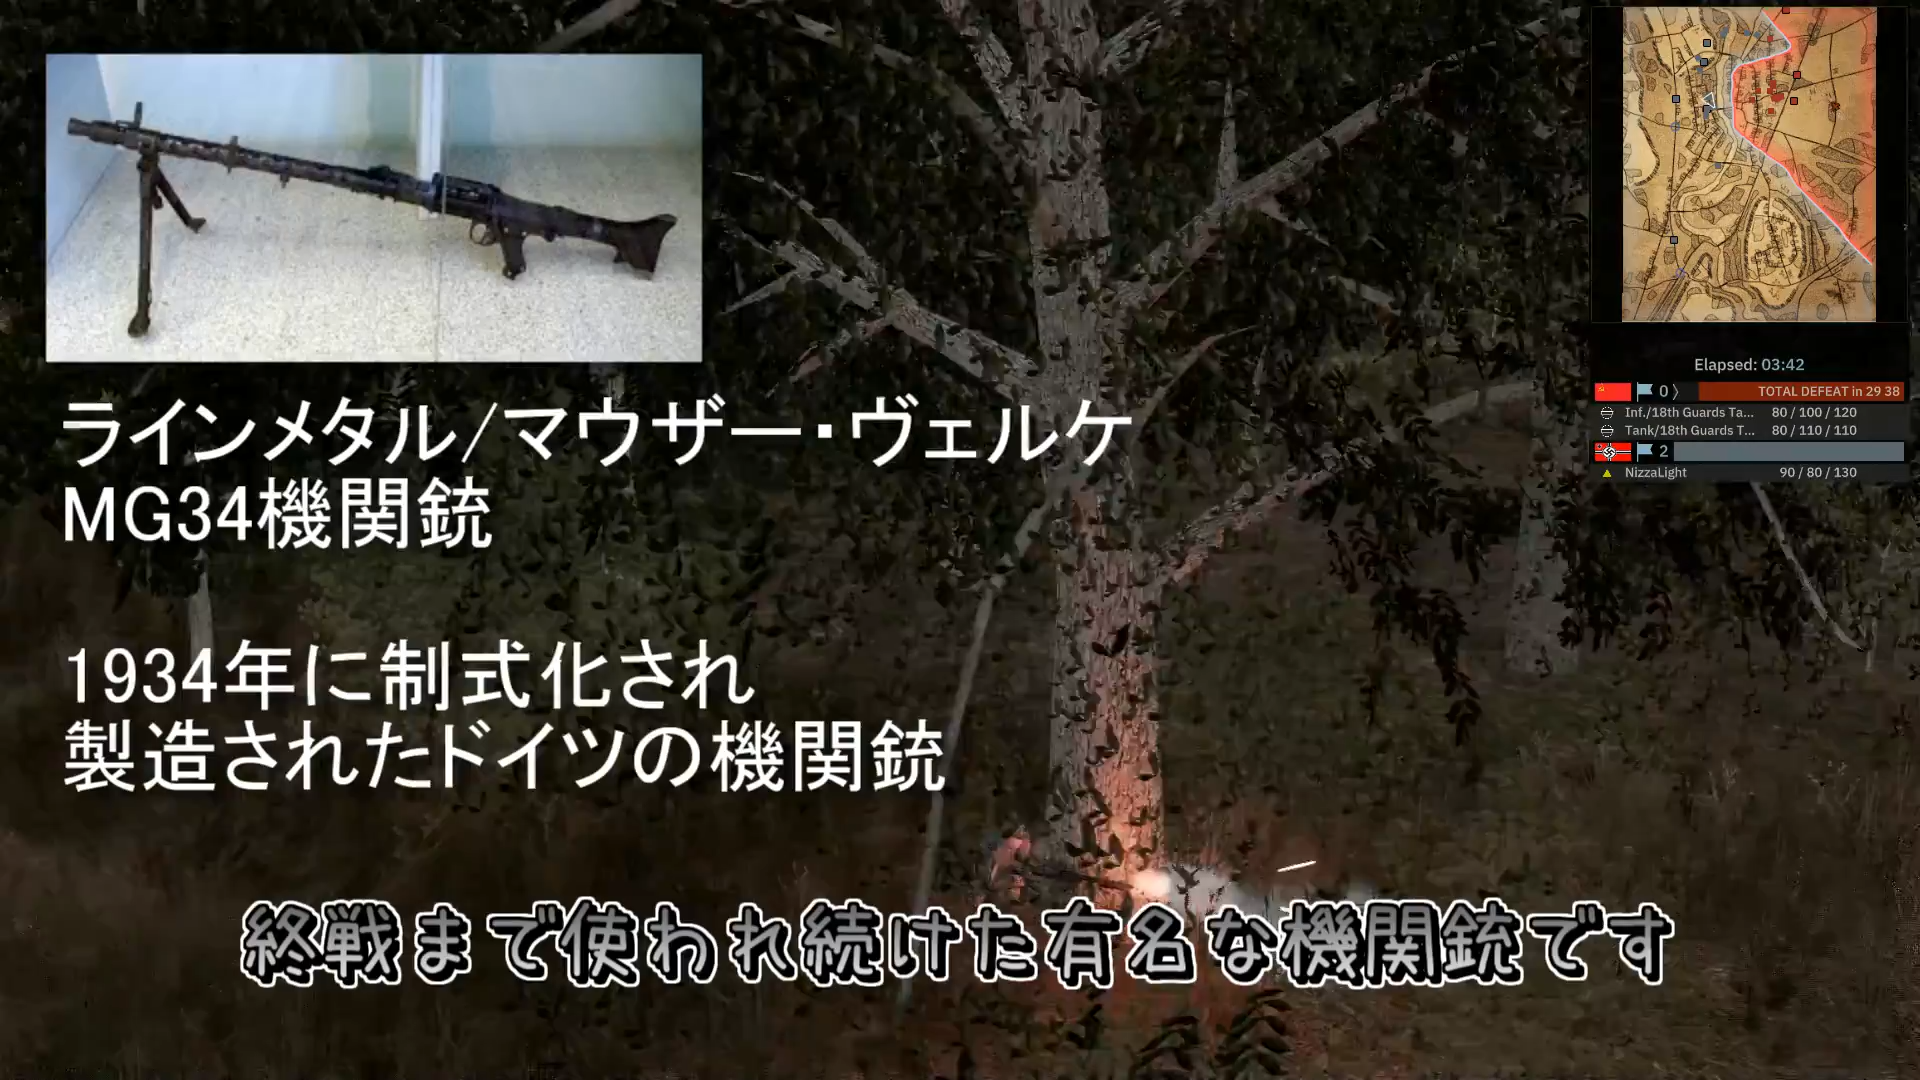 ラインメタル/マウザー・ヴェルケ
MG34機関銃
1934年に制式化され
製造されたドイツの機関銃
終戦まで使われ続けた有名な機関銃です
Elapsed: 03:42
0 TOTAL DEFEAT in 29 38
Inf./18th Guards Ta... 80 / 100 / 120
Tank/18th Guards T... 80 / 110 / 110
2
NizzaLight 90 / 80 / 130